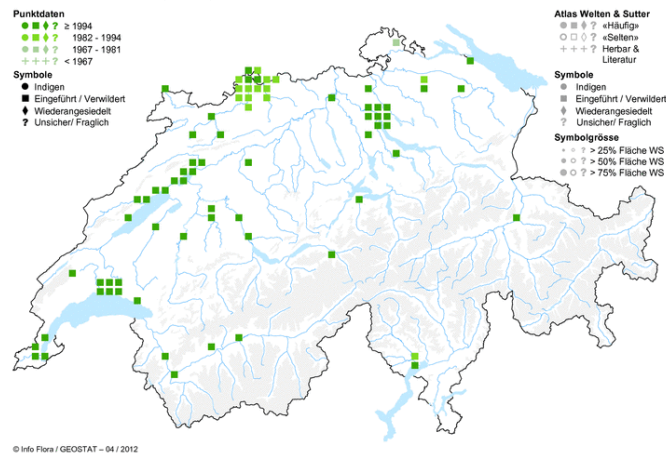 Punktdaten
? ≥ 1994
? 1982 - 1994
? 1967 - 1981
+++ < 1967
Symbole
Indigen
Eingeführt / Verwildert
Wiederangesiedelt
? Unsicher/ Fraglich
Atlas Welten & Sutter
? «Häufig»
? «Selten»
+++ Herbar &
Literatur
Symbole
Indigen
Eingeführt / Verwildert
Wiederangesiedelt
? Unsicher/ Fraglich
Symbolgrösse
? > 25% Fläche WS
? > 50% Fläche WS
? > 75% Fläche WS
© Info Flora / GEOSTAT – 04 / 2012